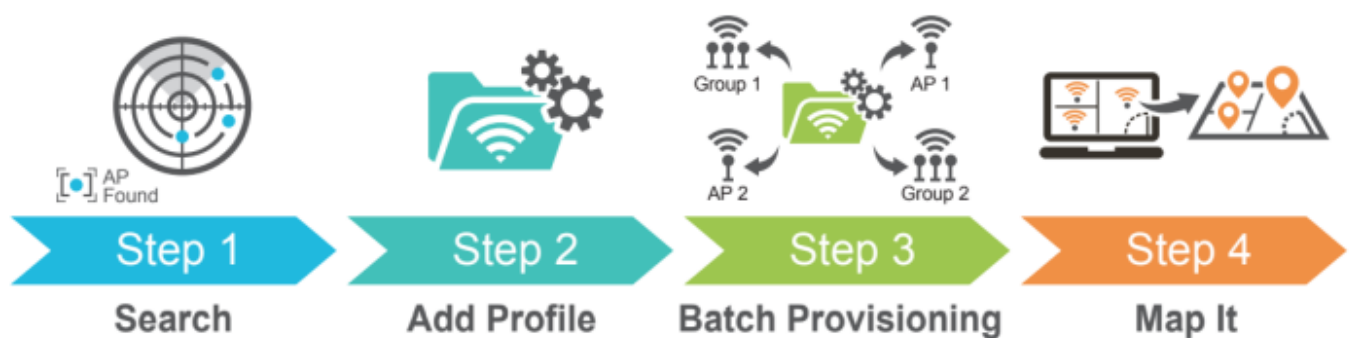 AP
Found
Group 1
AP 1
AP 2
Group 2
Step 1
Step 2
Step 3
Step 4
Search
Add Profile
Batch Provisioning
Map It